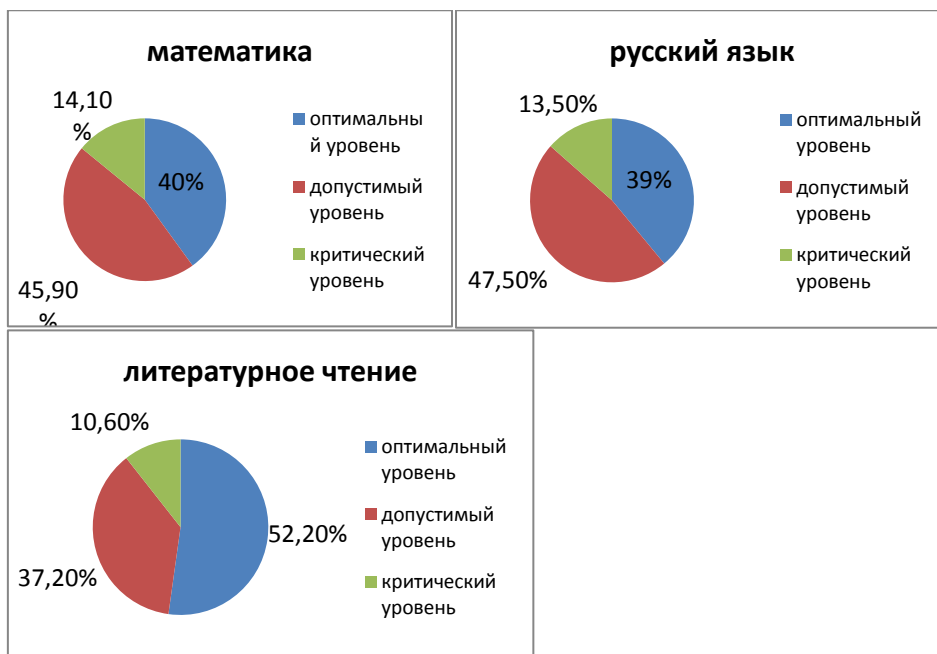 математика
14,10
%
40%
45,90
%
оптимальны
й уровень
допустимый
уровень
критический
уровень
русский язык
13,50%
39%
47,50%
оптимальный
уровень
допустимый
уровень
критический
уровень
литературное чтение
10,60%
52,20%
37,20%
оптимальный
уровень
допустимый
уровень
критический
уровень